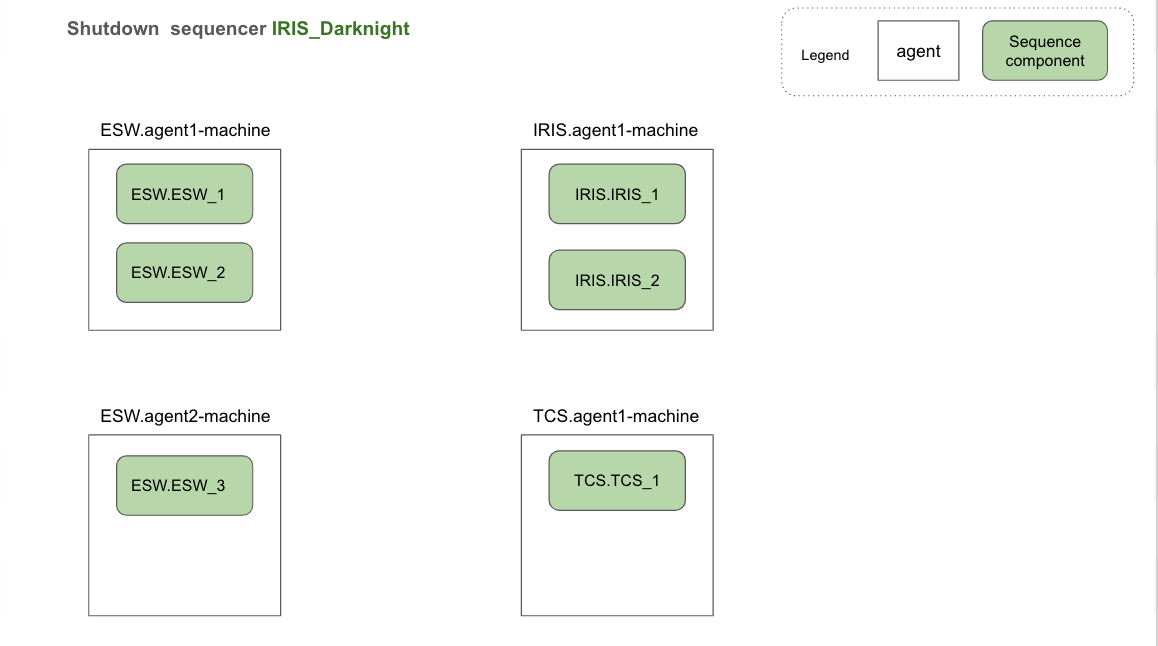 Shutdown  sequencer IRIS_Darknight
Legend
agent
Sequence
component
ESW.agent1-machine
ESW.ESW_1
ESW.ESW_2
IRIS.agent1-machine
IRIS.IRIS_1
IRIS.IRIS_2
ESW.agent2-machine
ESW.ESW_3
TCS.agent1-machine
TCS.TCS_1